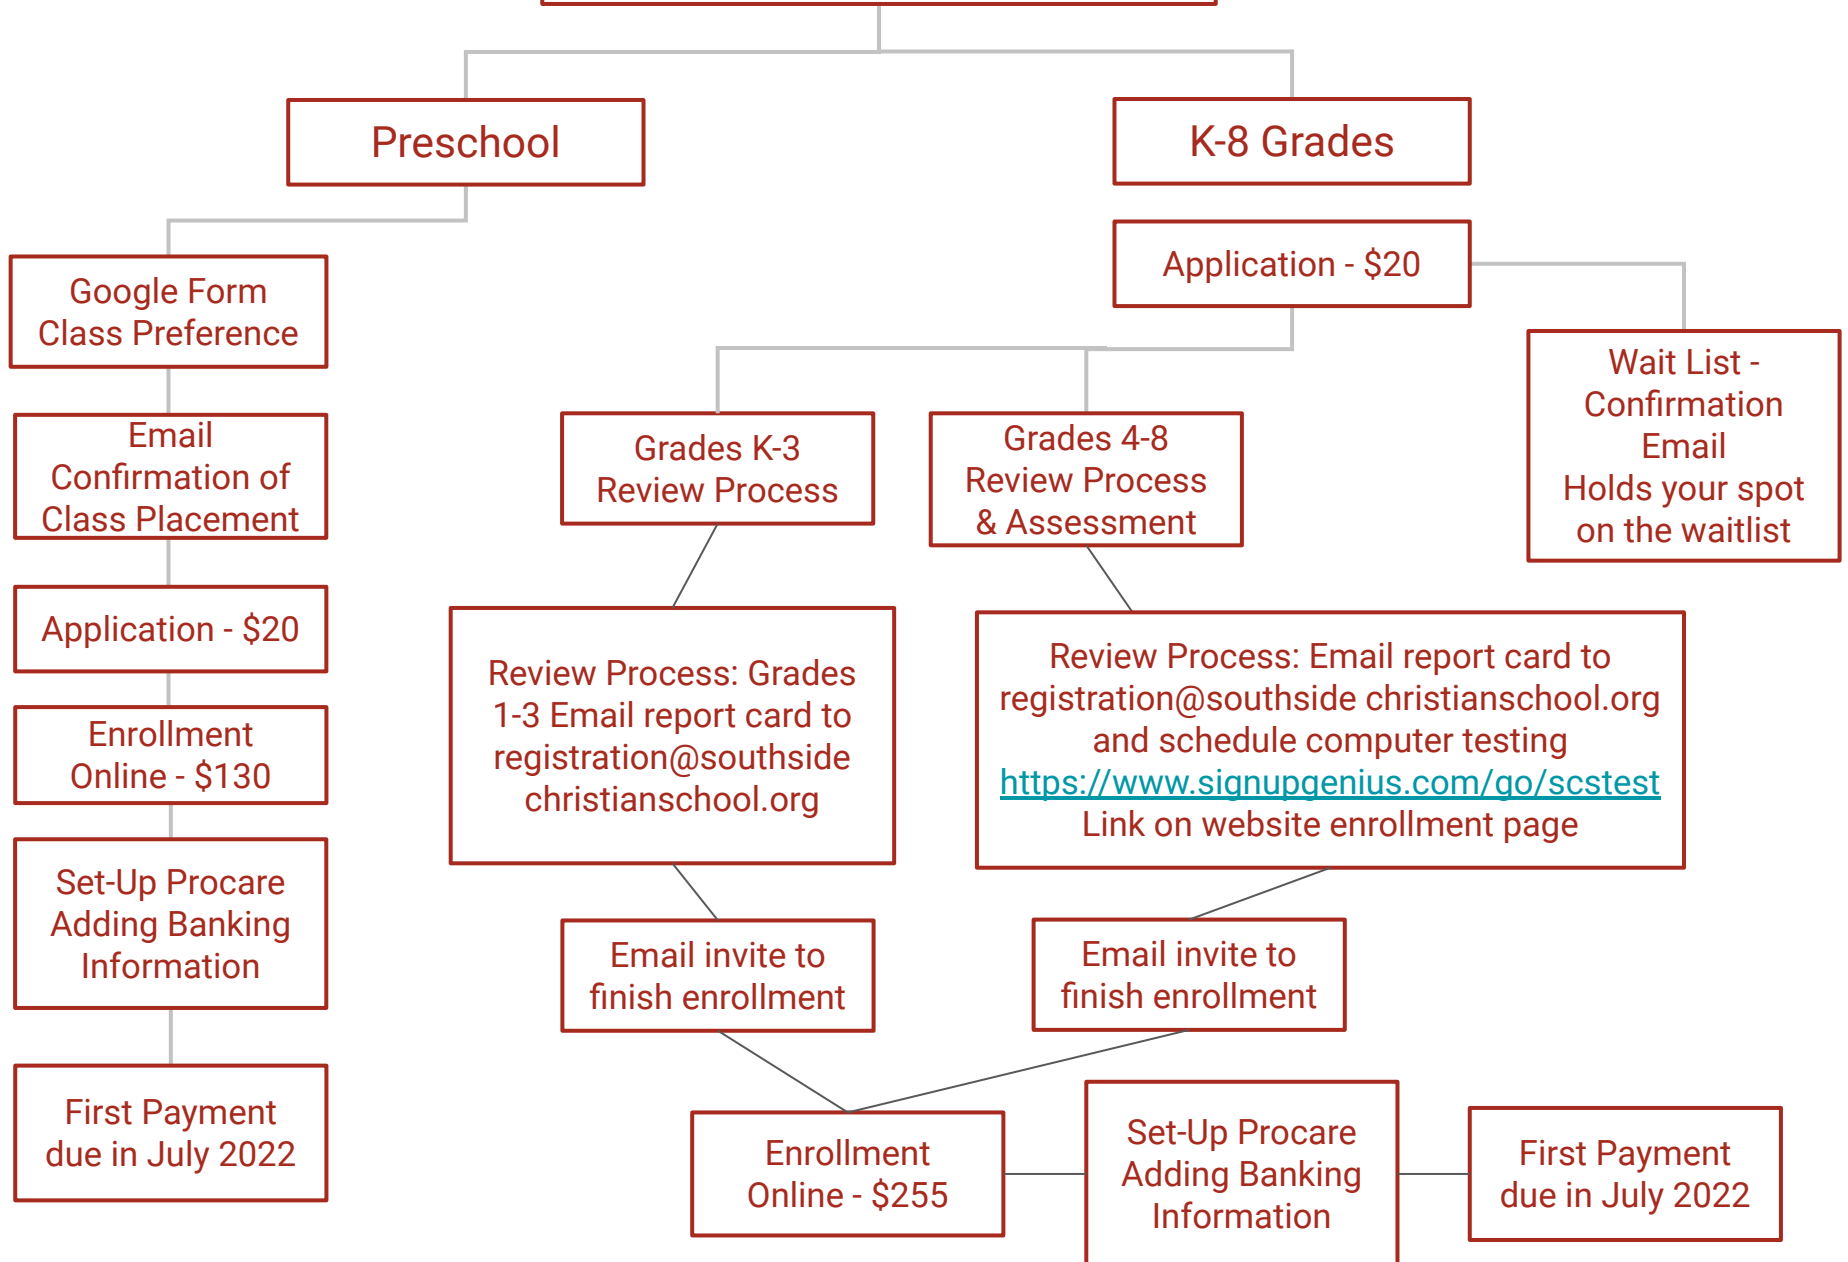 Preschool
K-8 Grades
Google Form
Class Preference
Email
Confirmation of
Class Placement
Application - $20
Enrollment
Online - $130
Set-Up Procare
Adding Banking
Information
First Payment
due in July 2022
Application - $20
Wait List -
Confirmation
Email
Holds your spot
on the waitlist
Grades K-3
Review Process
Grades 4-8
Review Process
& Assessment
Review Process: Grades
1-3 Email report card to
registration@southside
christianschool.org
Review Process: Email report card to
registration@southside christianschool.org
and schedule computer testing
https://www.signupgenius.com/go/scstest
Link on website enrollment page
Email invite to
finish enrollment
Email invite to
finish enrollment
Enrollment
Online - $255
Set-Up Procare
Adding Banking
Information
First Payment
due in July 2022